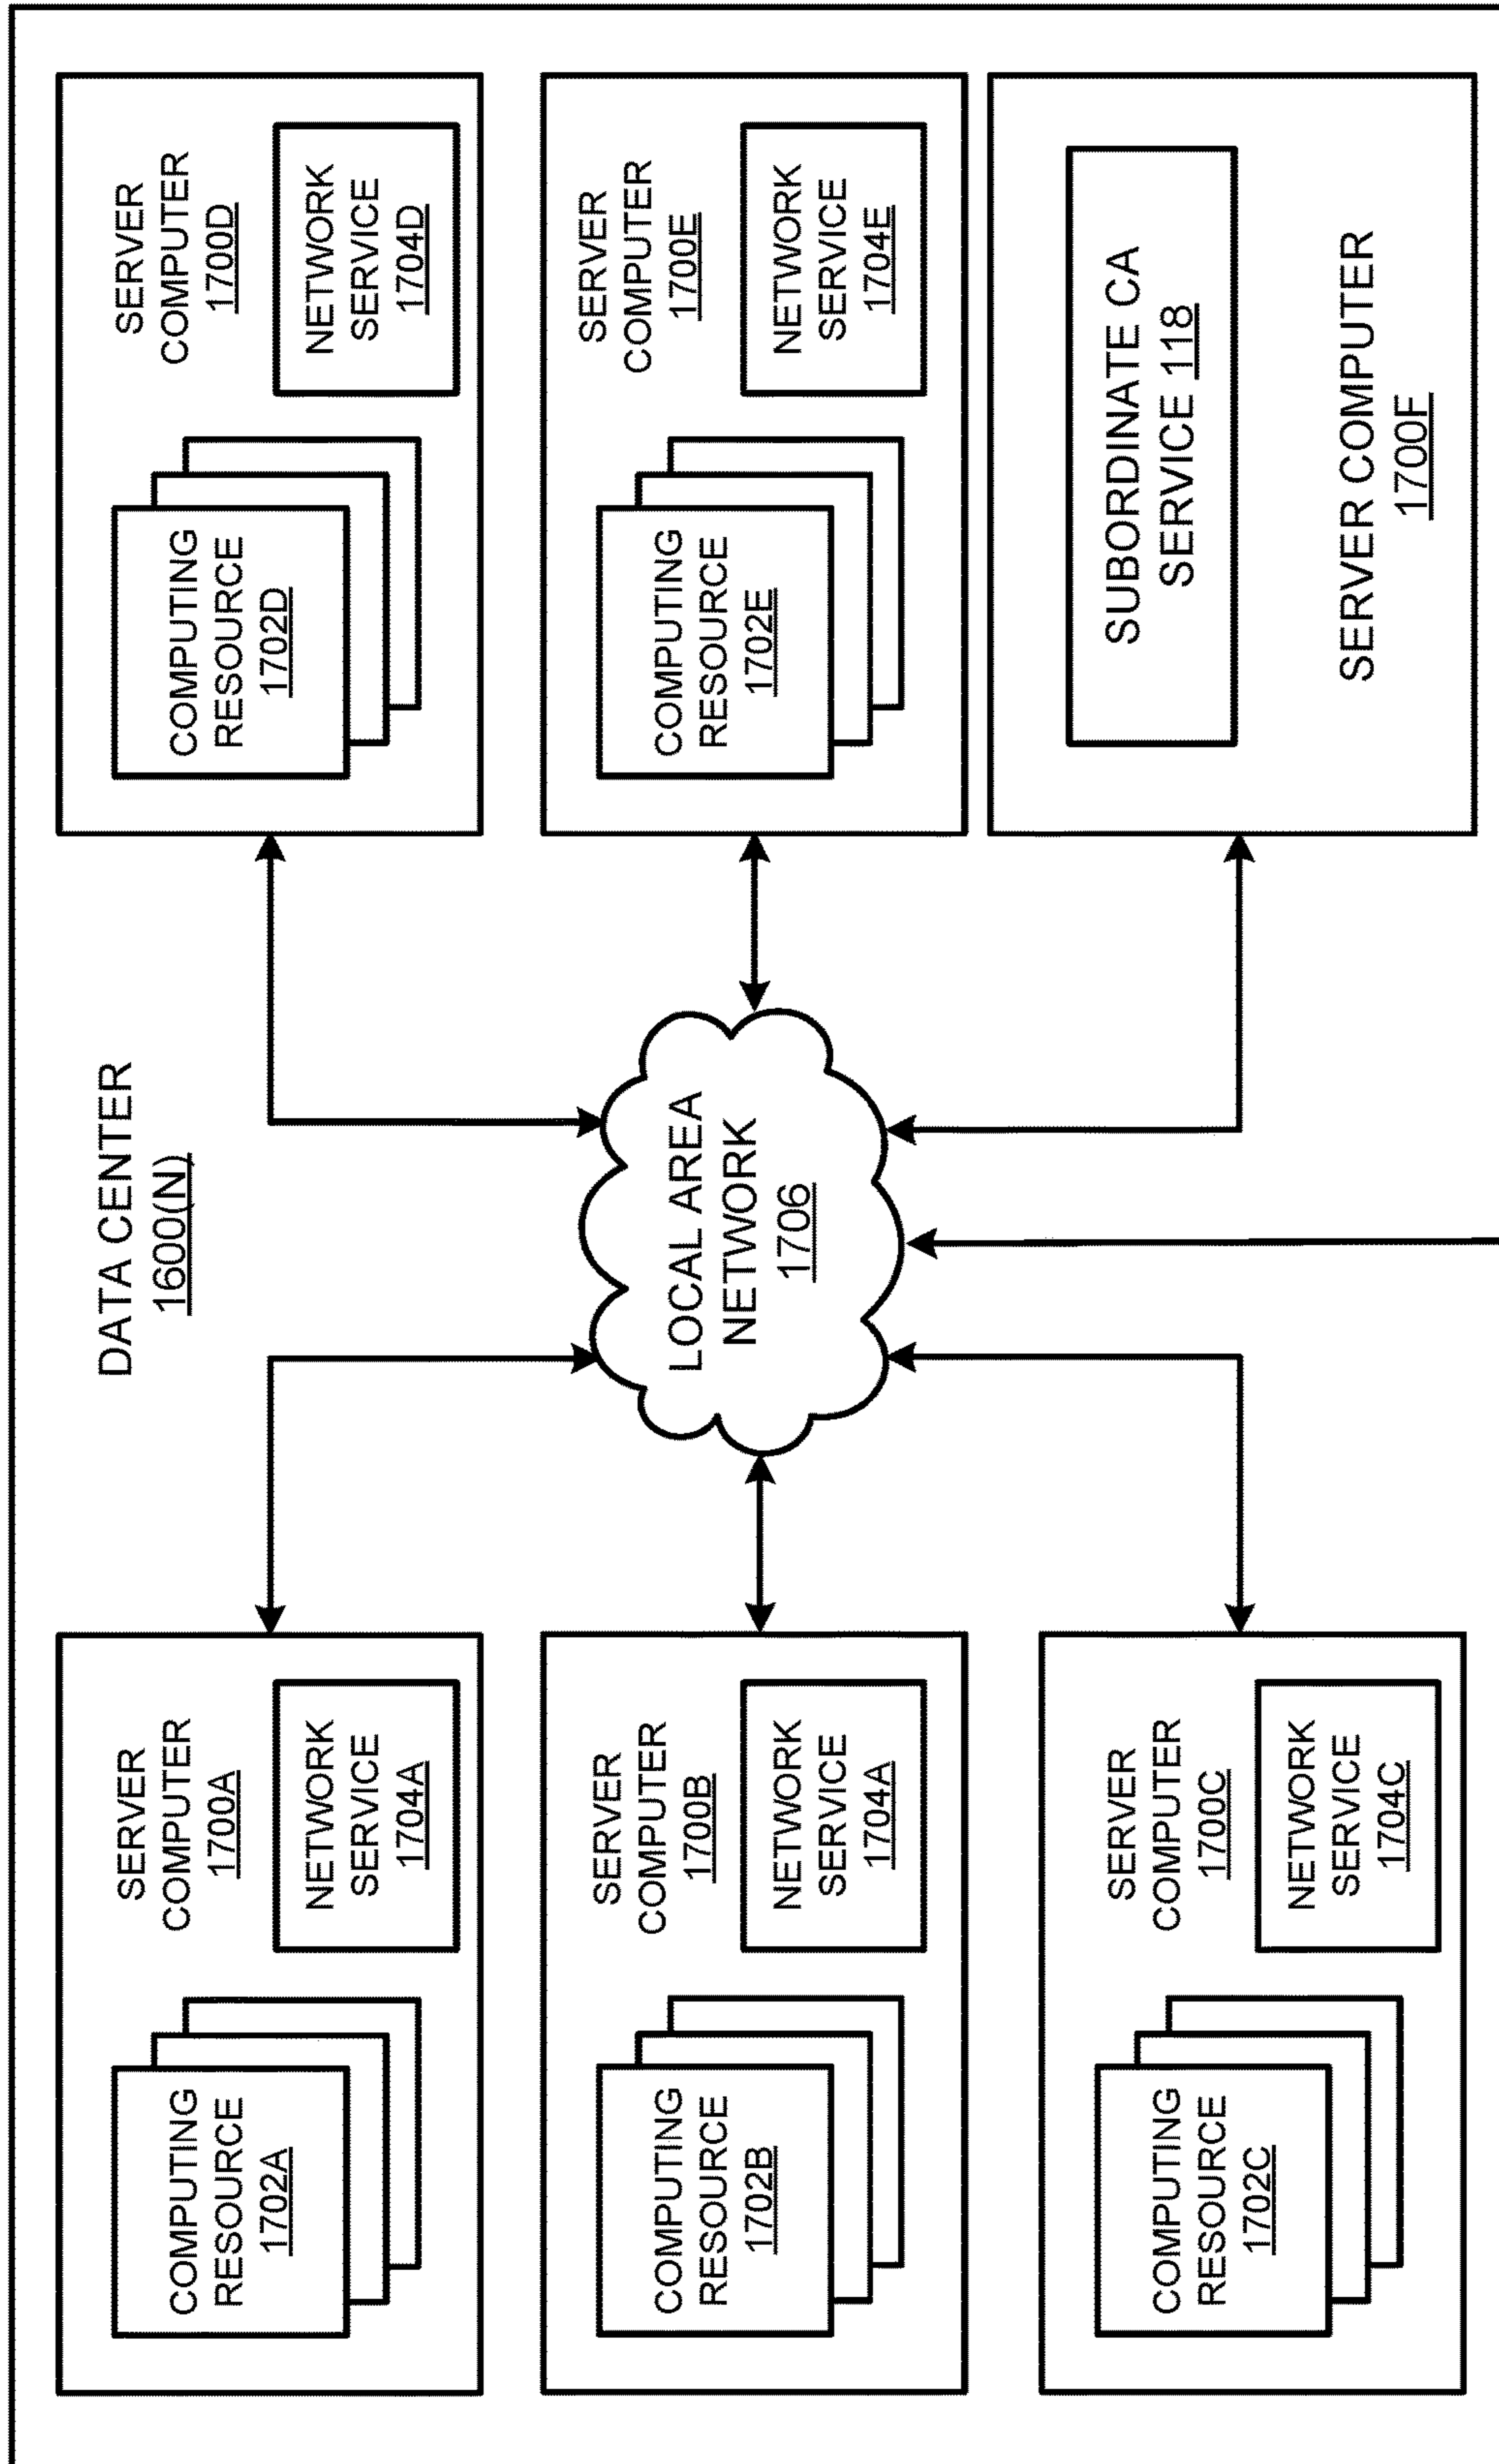 DATA CENTER
1600(N)
COMPUTING
RESOURCE
1702A
SERVER
COMPUTER
1700A
NETWORK
SERVICE
1704A
COMPUTING
RESOURCE
1702D
SERVER
COMPUTER
1700D
NETWORK
SERVICE
1704D
COMPUTING
RESOURCE
1702B
SERVER
COMPUTER
1700B
NETWORK
SERVICE
1704A
LOCAL AREA
NETWORK
1706
COMPUTING
RESOURCE
1702E
SERVER
COMPUTER
1700E
NETWORK
SERVICE
1704E
COMPUTING
RESOURCE
1702C
SERVER
COMPUTER
1700C
NETWORK
SERVICE
1704C
SUBORDINATE CA
SERVICE 118
SERVER COMPUTER
1700F